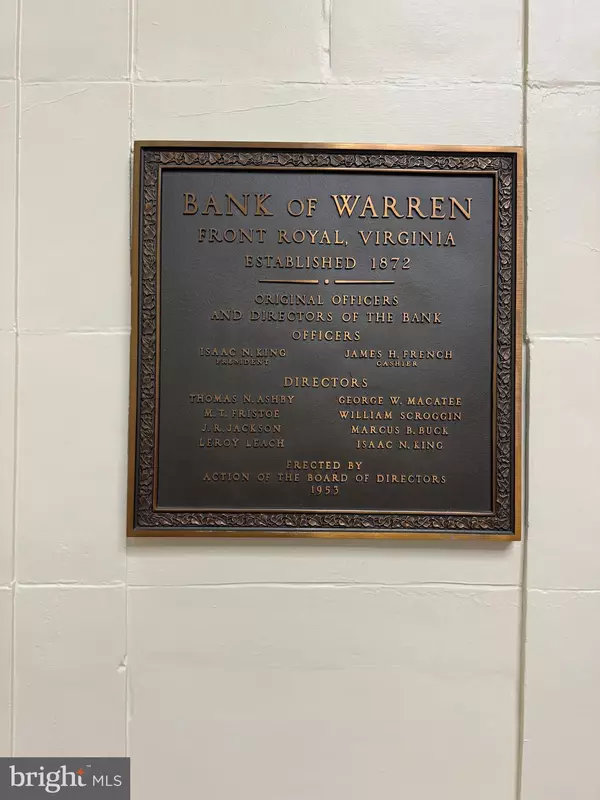 BANK OF WARREN
FRONT ROYAL, VIRGINIA
ESTABLISHED 1872
ORIGINAL OFFICERS
AND DIRECTORS OF THE BANK
OFFICERS
ISAAC N. KING JAMES H. FRENCH
PRESIDENT CASHIER
DIRECTORS
THOMAS N. ASHBY GEORGE W. MACATEE
M. T. FRISTOE WILLIAM SCROGGIN
J. R. JACKSON MARCUS B. BUCK
LEROY LEACH ISAAC N. KING
ERECTED BY
ACTION OF THE BOARD OF DIRECTORS
1953
bright™ MLS